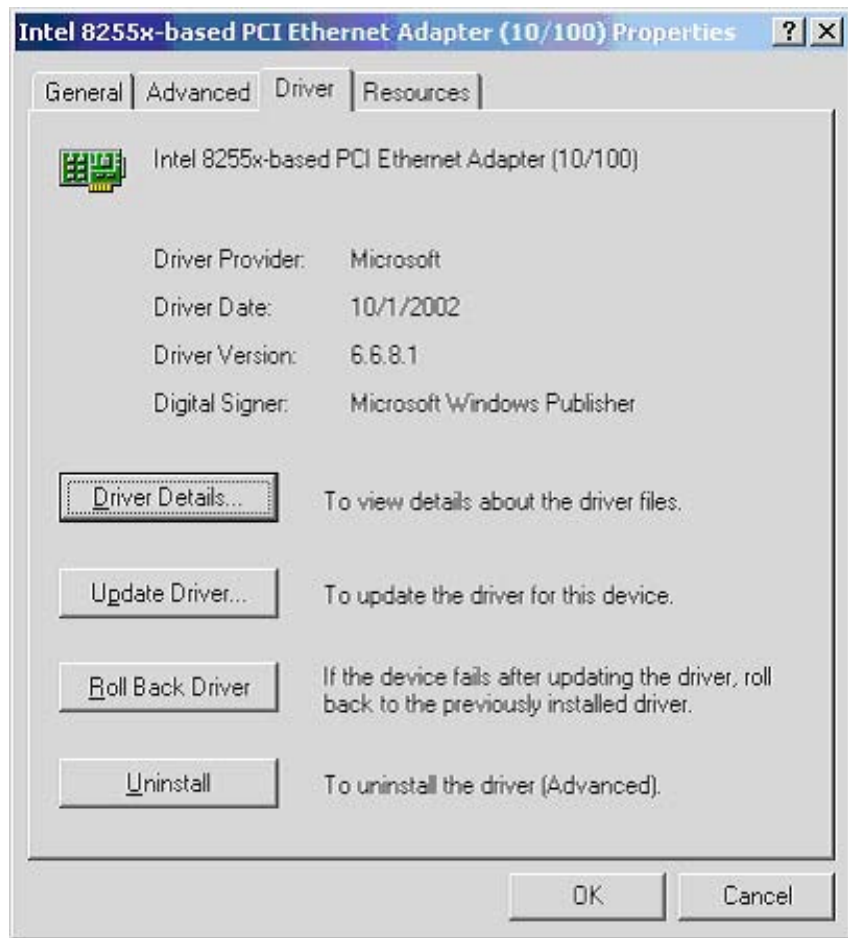 Intel 8255x-based PCI Ethernet Adapter (10/100) Properties
General Advanced Driver Resources
Intel 8255x-based PCI Ethernet Adapter (10/100)
Driver Provider: Microsoft
Driver Date: 10/1/2002
Driver Version: 6.6.8.1
Digital Signer: Microsoft Windows Publisher
Driver Details... To view details about the driver files.
Update Driver... To update the driver for this device.
Roll Back Driver If the device fails after updating the driver, roll
back to the previously installed driver.
Uninstall To uninstall the driver (Advanced).
OK Cancel